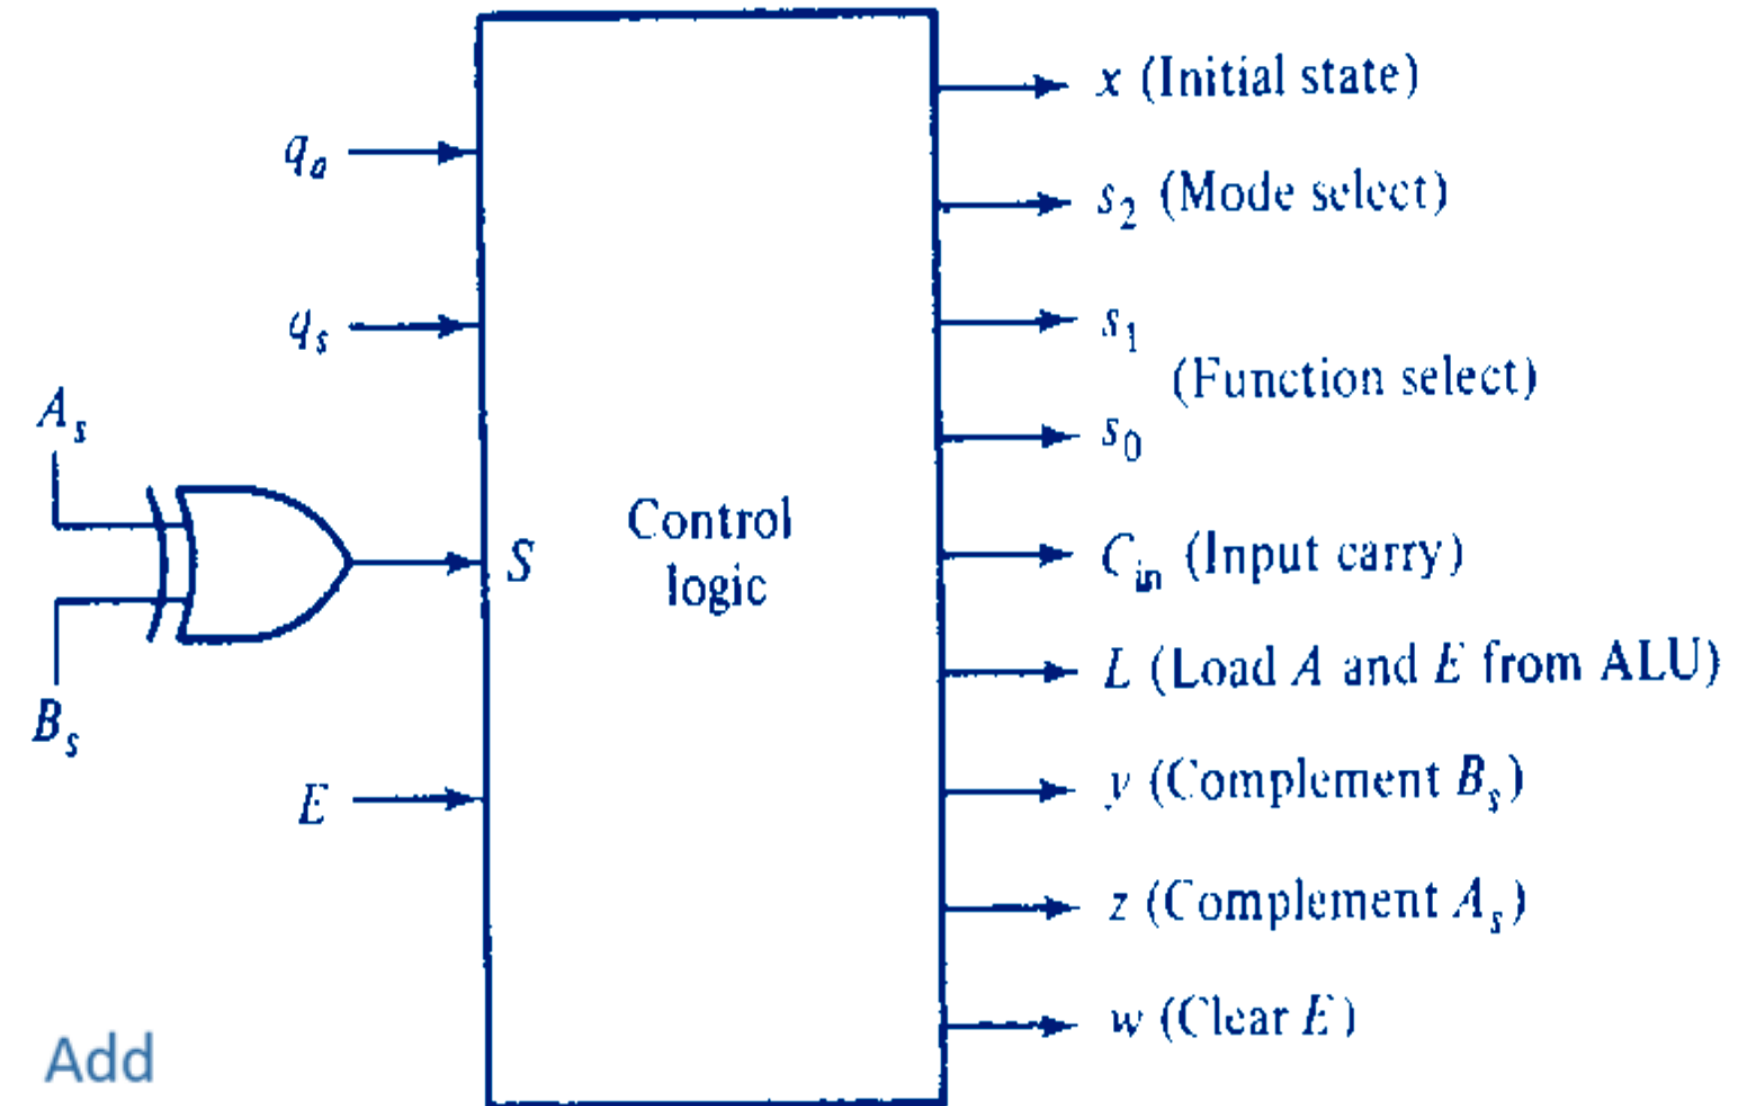 x (Initial state)
q_a
s_2 (Mode select)
q_s
s_1
(Function select)
A_s
s_0
Control
logic
S
C_in (Input carry)
L (Load A and E from ALU)
B_s
y (Complement B_s)
E
z (Complement A_s)
w (Clear E)
Add